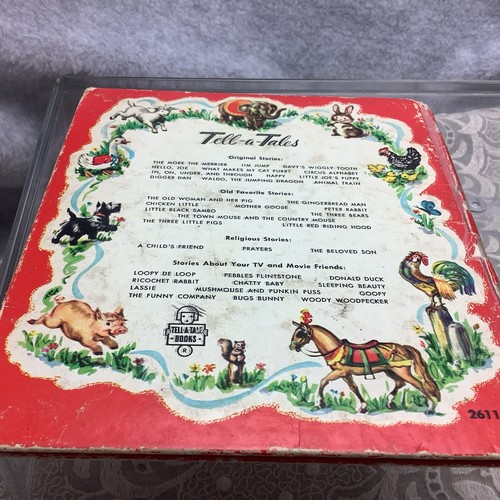 Tell-a-Tales
Original Stories:
THE MORE THE MERRIER JIM JUMP DAVY'S WIGGLY TOOTH
HELLO, JOE WHAT MAKES MY CAT PURR? CIRCUS ALPHABET
IN, ON, UNDER, AND THROUGH HAPPY LITTLE JOE'S PUPPY
DIGGER DAN WALDO, THE JUMPING DRAGON ANIMAL TRAIN
Old Favorite Stories:
THE OLD WOMAN AND HER PIG THE GINGERBREAD MAN
CHICKEN LITTLE MOTHER GOOSE PETER RABBIT
LITTLE BLACK SAMBO THE THREE BEARS
THE TOWN MOUSE AND THE COUNTRY MOUSE
THE THREE LITTLE PIGS LITTLE RED RIDING HOOD
Religious Stories:
A CHILD'S FRIEND PRAYERS THE BELOVED SON
Stories About Your TV and Movie Friends:
LOOPY DE LOOP PEBBLES FLINTSTONE DONALD DUCK
RICOCHET RABBIT CHATTY BABY SLEEPING BEAUTY
LASSIE MUSHMOUSE AND PUNKIN PUSS GOOFY
THE FUNNY COMPANY BUGS BUNNY WOODY WOODPECKER
TELL-A-TALE
BOOKS
®
2611